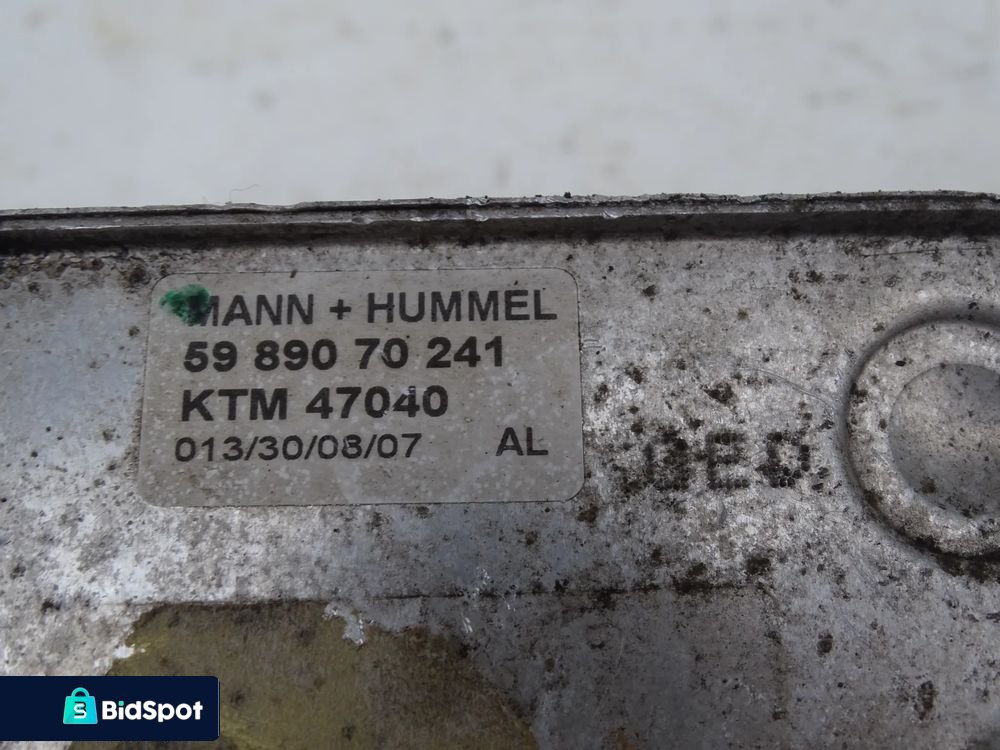 MANN + HUMMEL
59 890 70 241
KTM 47040
013/30/08/07 AL
BidSpot